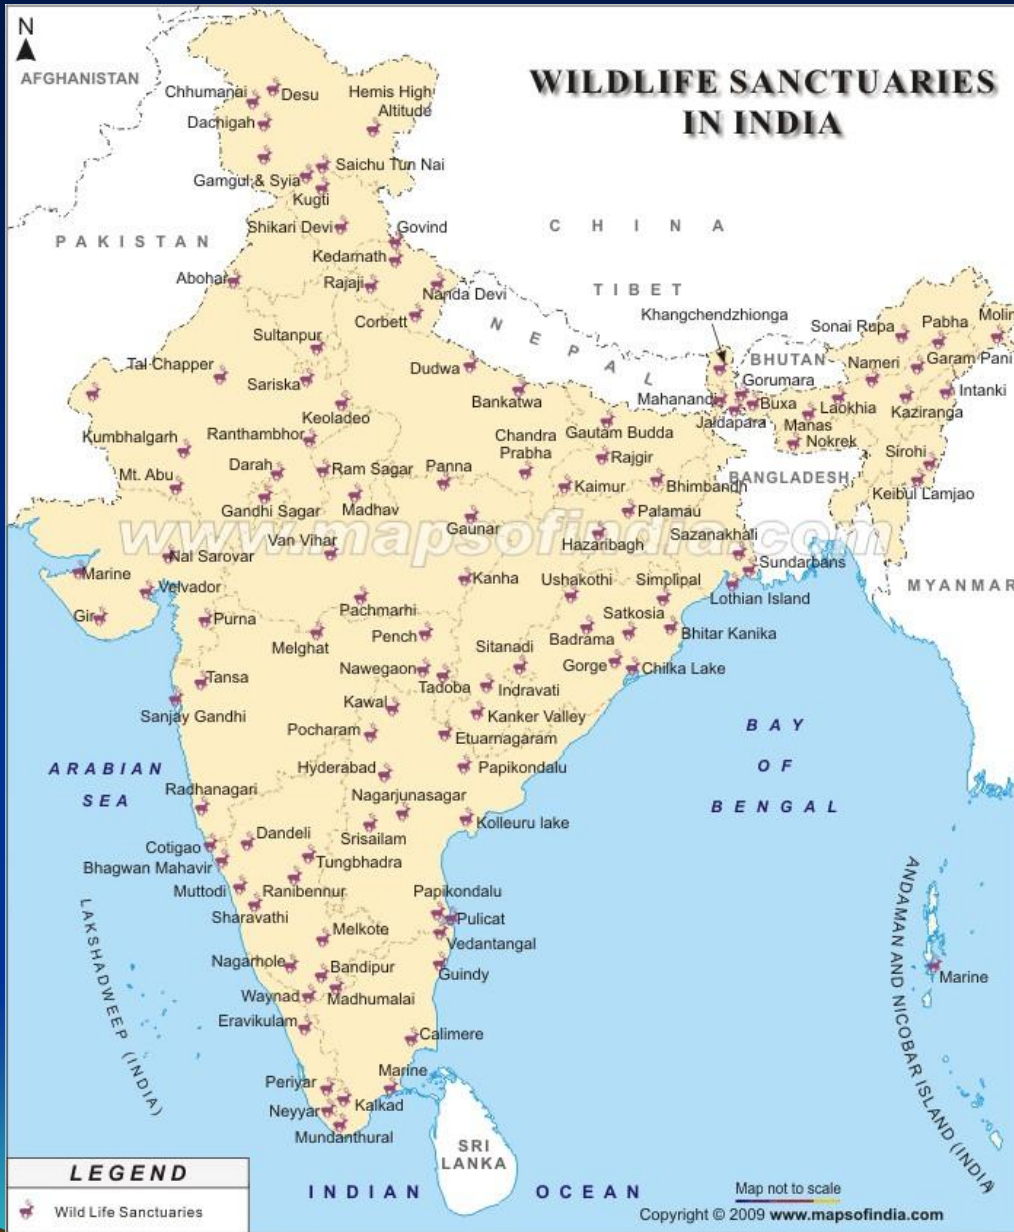 N
WILDLIFE SANCTUARIES
IN INDIA
AFGHANISTAN
Chhumanai
Desu
Hemis High
Altitude
Dachigah
Saichu Tun Nai
Gamgul & Syia
Kugti
Shikari Devi
Govind
CHINA
PAKISTAN
Kedarnath
Abohar
Rajaji
Nanda Devi
TIBET
Corbett
Khangchendzhionga
NEPAL
Sonai Rupa
Pabha
Molin
Sultanpur
BHUTAN
Nameri
Garam Pani
Tal Chapper
Dudwa
Gorumara
Sariska
Bankatwa
Mahanandi
Buxa
Laokhia
Intanki
Keoladeo
Jaldapara
Manas
Kaziranga
Kumbhalgarh
Ranthambhor
Chandra
Prabha
Gautam Budda
Nokrek
Sirohi
Mt. Abu
Darah
Ram Sagar
Panna
Rajgir
BANGLADESH
Kaimur
Bhimbandh
Keibul Lamjao
Gandhi Sagar
Madhav
Gaunar
Palamau
www.mapsofindia.com
Van Vihar
Hazaribagh
Sazanakhali
Nal Sarovar
Sundarbans
Marine
Velvador
Kanha
Ushakothi
Simplipal
MYANMAR
Lothian Island
Gir
Purna
Pachmarhi
Satkosia
Melghat
Pench
Badrama
Bhitar Kanika
Sitanadi
Nawegaon
Gorge
Chilka Lake
Tansa
Tadoba
Indravati
Sanjay Gandhi
Kawal
Kanker Valley
Pocharam
Etuarnagaram
BAY
OF
BENGAL
ARABIAN
SEA
Hyderabad
Papikondalu
Radhanagari
Nagarjunasagar
Srisailam
Kolleuru lake
Cotigao
Dandeli
Bhagwan Mahavir
Tungbhadra
Muttodi
Ranibennur
Papikondalu
Sharavathi
Pulicat
Melkote
Vedantangal
Nagarhole
Bandipur
Guindy
Waynad
Madhumalai
Eravikulam
Calimere
Marine
LAKSHADWEEP (INDIA)
ANDAMAN AND NICOBAR ISLAND (INDIA)
Marine
Periyar
Kalkad
Neyyar
Mundanthural
SRI
LANKA
LEGEND
Wild Life Sanctuaries
INDIAN OCEAN
Map not to scale
Copyright © 2009 www.mapsofindia.com